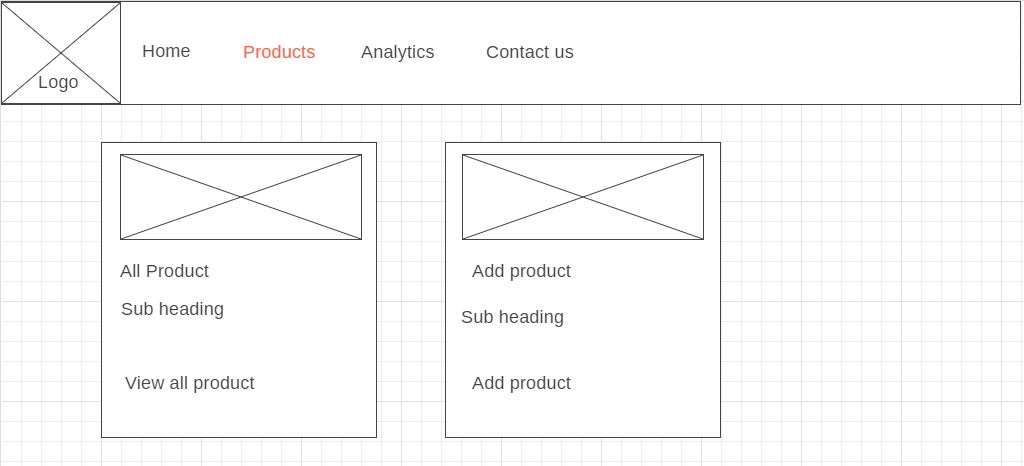 Logo
Home Products Analytics Contact us
All Product
Sub heading
View all product
Add product
Sub heading
Add product